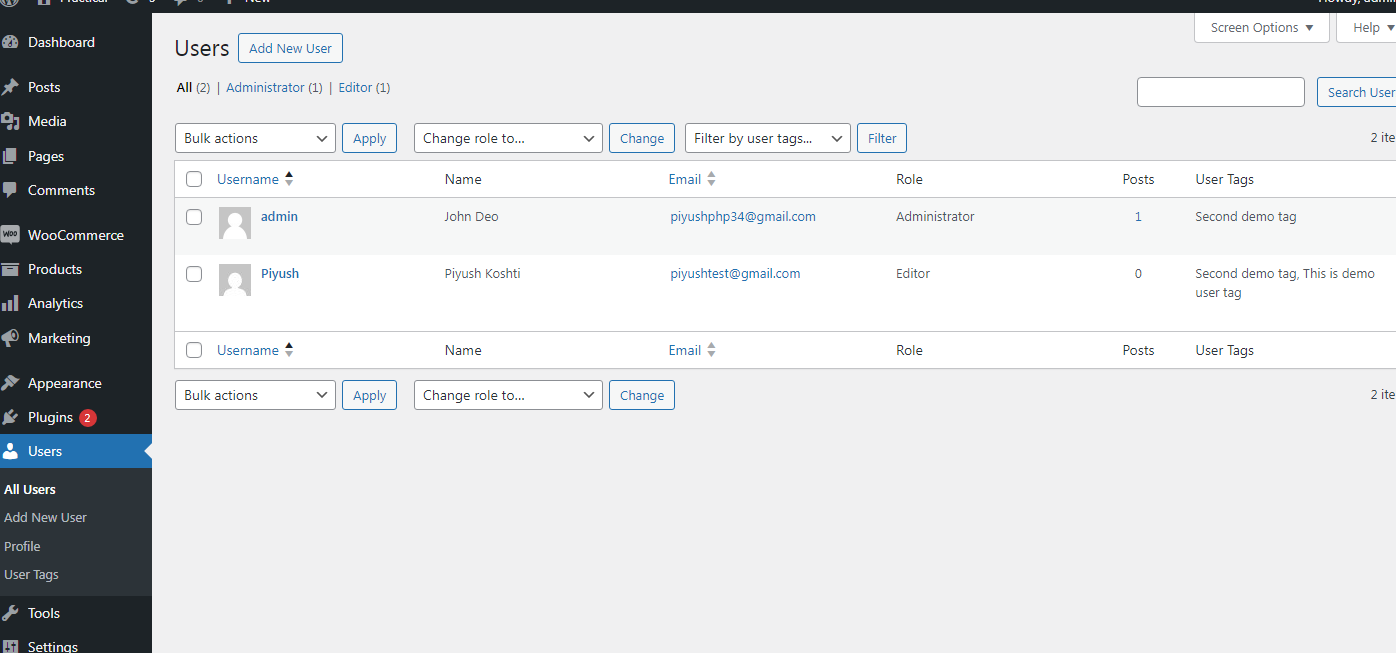 Practical
New
Dashboard
Posts
Media
Pages
Comments
WooCommerce
Products
Analytics
Marketing
Appearance
Plugins 2
Users
All Users
Add New User
Profile
User Tags
Tools
Settings
Screen Options
Help
Users Add New User
All (2) | Administrator (1) | Editor (1)
Search User
Bulk actions Apply Change role to... Change Filter by user tags... Filter 2 ite
Username Name Email Role Posts User Tags
admin John Deo piyushphp34@gmail.com Administrator 1 Second demo tag
Piyush Piyush Koshti piyushtest@gmail.com Editor 0 Second demo tag, This is demo
user tag
Username Name Email Role Posts User Tags
Bulk actions Apply Change role to... Change 2 ite